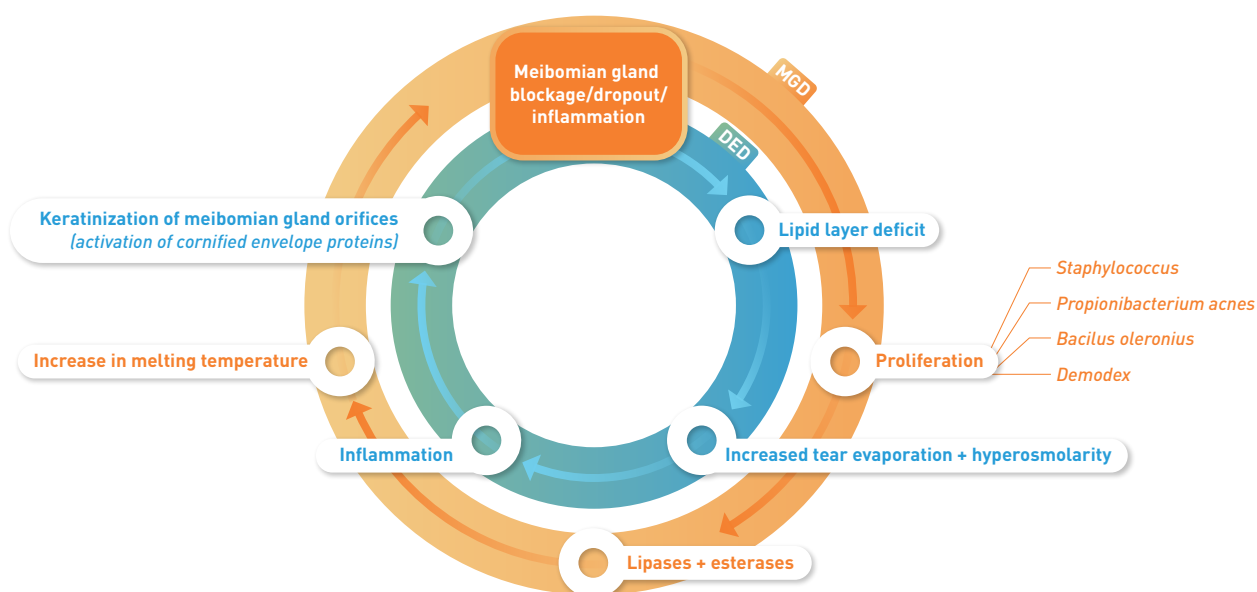 Meibomian gland
blockage/dropout/
inflammation
MGD
DED
Keratinization of meibomian gland orifices
(activation of cornified envelope proteins)
Lipid layer deficit
Staphylococcus
Propionibacterium acnes
Bacilus oleronius
Demodex
Increase in melting temperature
Proliferation
Inflammation
Increased tear evaporation + hyperosmolarity
Lipases + esterases